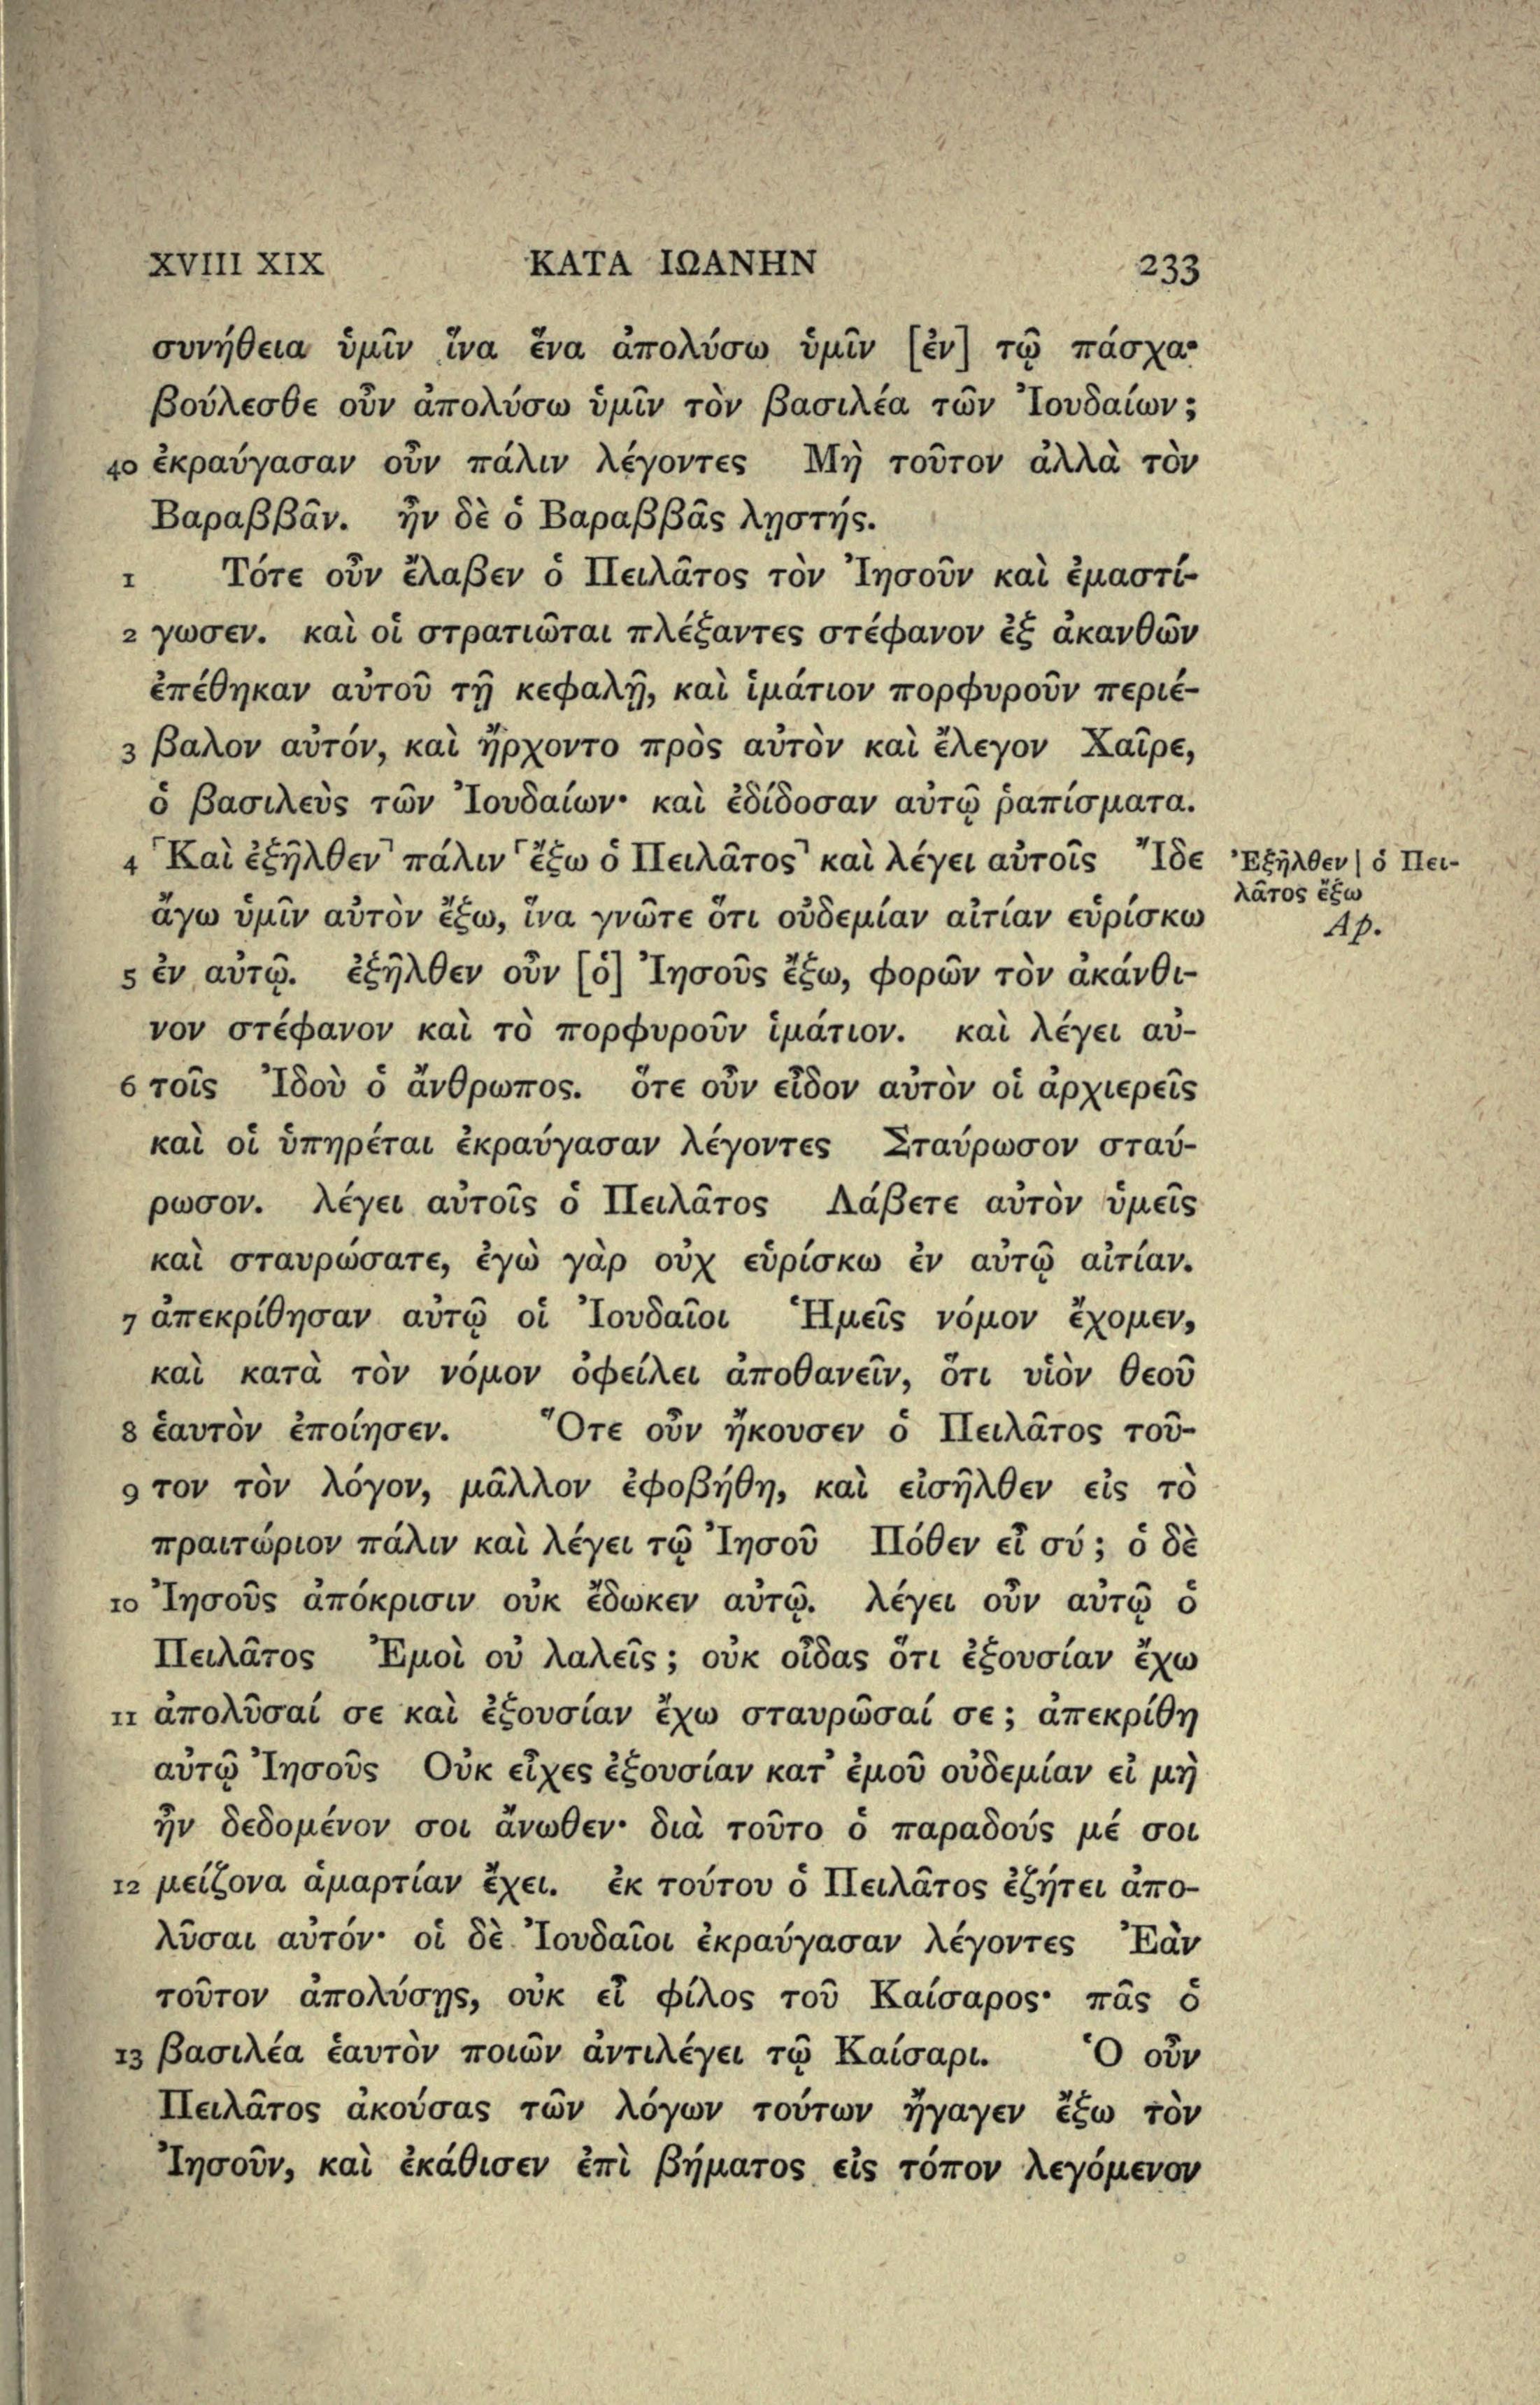 XVIII XIX ΚΑΤΑ ΙΩΑΝΗΝ 233
συνήθεια ὑμῖν ἵνα ἕνα ἀπολύσω ὑμῖν [ἐν] τῷ πάσχα·
βούλεσθε οὖν ἀπολύσω ὑμῖν τὸν βασιλέα τῶν Ἰουδαίων;
40 ἐκραύγασαν οὖν πάλιν λέγοντες Μὴ τοῦτον ἀλλὰ τὸν
Βαραββᾶν. ἦν δὲ ὁ Βαραββᾶς λῃστής.
1 Τότε οὖν ἔλαβεν ὁ Πειλᾶτος τὸν Ἰησοῦν καὶ ἐμαστί-
2 γωσεν. καὶ οἱ στρατιῶται πλέξαντες στέφανον ἐξ ἀκανθῶν
ἐπέθηκαν αὐτοῦ τῇ κεφαλῇ, καὶ ἱμάτιον πορφυροῦν περιέ-
3 βαλον αὐτόν, καὶ ἤρχοντο πρὸς αὐτὸν καὶ ἔλεγον Χαῖρε,
ὁ βασιλεὺς τῶν Ἰουδαίων· καὶ ἐδίδοσαν αὐτῷ ῥαπίσματα.
4 ⸢Καὶ ἐξῆλθεν⸣ πάλιν ⸢ἔξω ὁ Πειλᾶτος⸣ καὶ λέγει αὐτοῖς Ἴδε
ἄγω ὑμῖν αὐτὸν ἔξω, ἵνα γνῶτε ὅτι οὐδεμίαν αἰτίαν εὑρίσκω
5 ἐν αὐτῷ. ἐξῆλθεν οὖν [ὁ] Ἰησοῦς ἔξω, φορῶν τὸν ἀκάνθι-
νον στέφανον καὶ τὸ πορφυροῦν ἱμάτιον. καὶ λέγει αὐ-
6 τοῖς Ἰδοὺ ὁ ἄνθρωπος. ὅτε οὖν εἶδον αὐτὸν οἱ ἀρχιερεῖς
καὶ οἱ ὑπηρέται ἐκραύγασαν λέγοντες Σταύρωσον σταύ-
ρωσον. λέγει αὐτοῖς ὁ Πειλᾶτος Λάβετε αὐτὸν ὑμεῖς
καὶ σταυρώσατε, ἐγὼ γὰρ οὐχ εὑρίσκω ἐν αὐτῷ αἰτίαν.
7 ἀπεκρίθησαν αὐτῷ οἱ Ἰουδαῖοι Ἡμεῖς νόμον ἔχομεν,
καὶ κατὰ τὸν νόμον ὀφείλει ἀποθανεῖν, ὅτι υἱὸν θεοῦ
8 ἑαυτὸν ἐποίησεν. Ὅτε οὖν ἤκουσεν ὁ Πειλᾶτος τοῦ-
9 τον τὸν λόγον, μᾶλλον ἐφοβήθη, καὶ εἰσῆλθεν εἰς τὸ
πραιτώριον πάλιν καὶ λέγει τῷ Ἰησοῦ Πόθεν εἶ σύ; ὁ δὲ
10 Ἰησοῦς ἀπόκρισιν οὐκ ἔδωκεν αὐτῷ. λέγει οὖν αὐτῷ ὁ
Πειλᾶτος Ἐμοὶ οὐ λαλεῖς; οὐκ οἶδας ὅτι ἐξουσίαν ἔχω
11 ἀπολῦσαί σε καὶ ἐξουσίαν ἔχω σταυρῶσαί σε; ἀπεκρίθη
αὐτῷ Ἰησοῦς Οὐκ εἶχες ἐξουσίαν κατ᾽ ἐμοῦ οὐδεμίαν εἰ μὴ
ἦν δεδομένον σοι ἄνωθεν· διὰ τοῦτο ὁ παραδούς μέ σοι
12 μείζονα ἁμαρτίαν ἔχει. ἐκ τούτου ὁ Πειλᾶτος ἐζήτει ἀπο-
λῦσαι αὐτόν· οἱ δὲ Ἰουδαῖοι ἐκραύγασαν λέγοντες Ἐὰν
τοῦτον ἀπολύσῃς, οὐκ εἶ φίλος τοῦ Καίσαρος· πᾶς ὁ
13 βασιλέα ἑαυτὸν ποιῶν ἀντιλέγει τῷ Καίσαρι. Ὁ οὖν
Πειλᾶτος ἀκούσας τῶν λόγων τούτων ἤγαγεν ἔξω τὸν
Ἰησοῦν, καὶ ἐκάθισεν ἐπὶ βήματος εἰς τόπον λεγόμενον
Ἐξῆλθεν | ὁ Πει-
λᾶτος ἔξω
Ap.